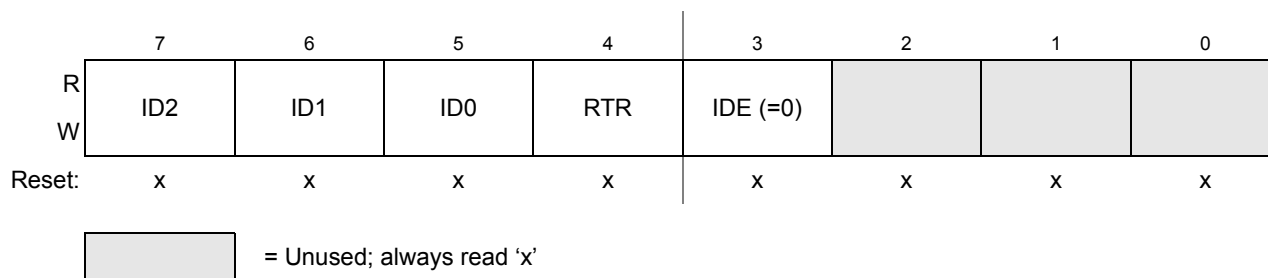 7 6 5 4 3 2 1 0
R
ID2 ID1 ID0 RTR IDE (=0)
W
Reset: x x x x x x x x
= Unused; always read ‘x’